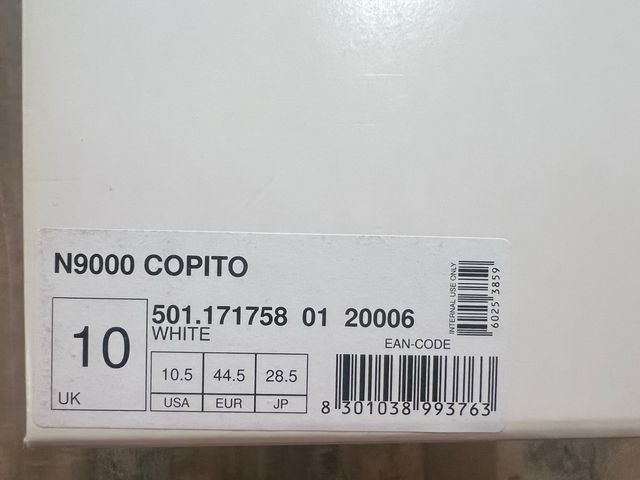 N9000 COPITO
501.171758 01 20006
WHITE
10
UK
10.5 44.5 28.5
USA EUR JP
EAN-CODE
8 301038 993763
INTERNAL USE ONLY
6025 3859